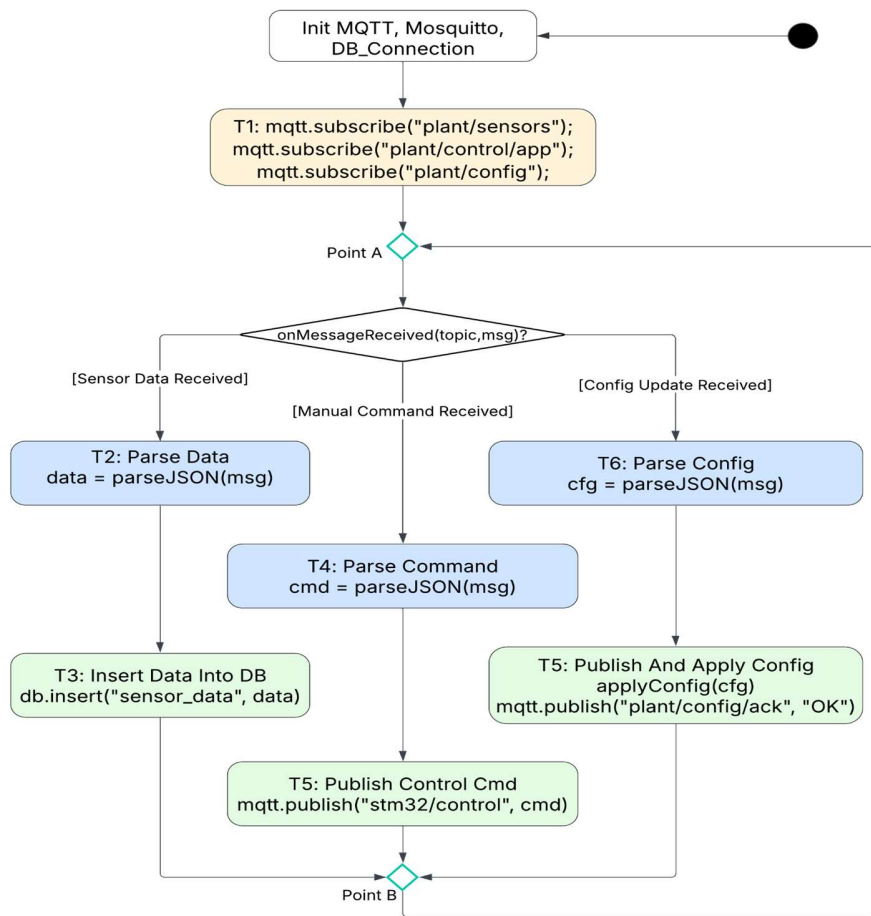 Init MQTT, Mosquitto,
DB_Connection
T1: mqtt.subscribe("plant/sensors");
mqtt.subscribe("plant/control/app");
mqtt.subscribe("plant/config");
Point A
onMessageReceived(topic,msg)?
[Sensor Data Received]
[Manual Command Received]
[Config Update Received]
T2: Parse Data
data = parseJSON(msg)
T6: Parse Config
cfg = parseJSON(msg)
T4: Parse Command
cmd = parseJSON(msg)
T3: Insert Data Into DB
db.insert("sensor_data", data)
T5: Publish And Apply Config
applyConfig(cfg)
mqtt.publish("plant/config/ack", "OK")
T5: Publish Control Cmd
mqtt.publish("stm32/control", cmd)
Point B